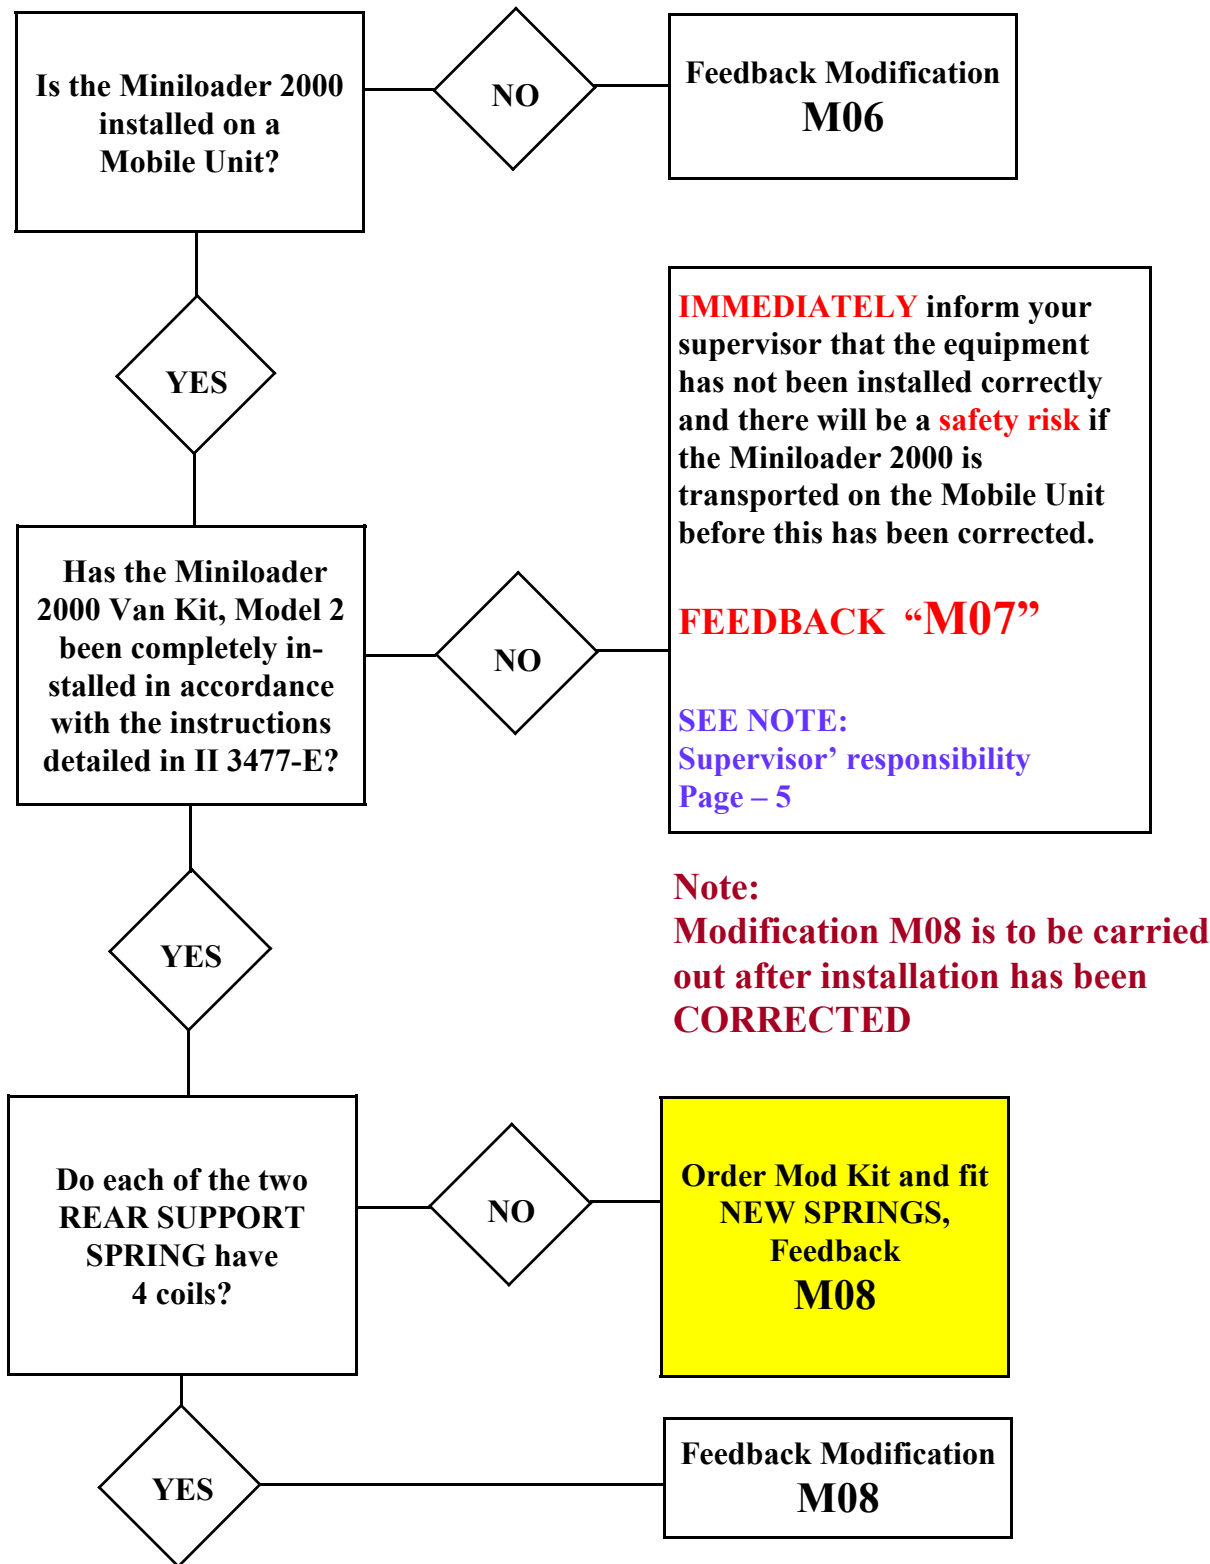 Is the Miniloader 2000
installed on a
Mobile Unit?
NO
Feedback Modification
M06
YES
IMMEDIATELY inform your
supervisor that the equipment
has not been installed correctly
and there will be a safety risk if
the Miniloader 2000 is
transported on the Mobile Unit
before this has been corrected.
FEEDBACK “M07”
SEE NOTE:
Supervisor’ responsibility
Page – 5
Has the Miniloader
2000 Van Kit, Model 2
been completely in-
stalled in accordance
with the instructions
detailed in II 3477-E?
NO
YES
Note:
Modification M08 is to be carried
out after installation has been
CORRECTED
Do each of the two
REAR SUPPORT
SPRING have
4 coils?
NO
Order Mod Kit and fit
NEW SPRINGS,
Feedback
M08
YES
Feedback Modification
M08